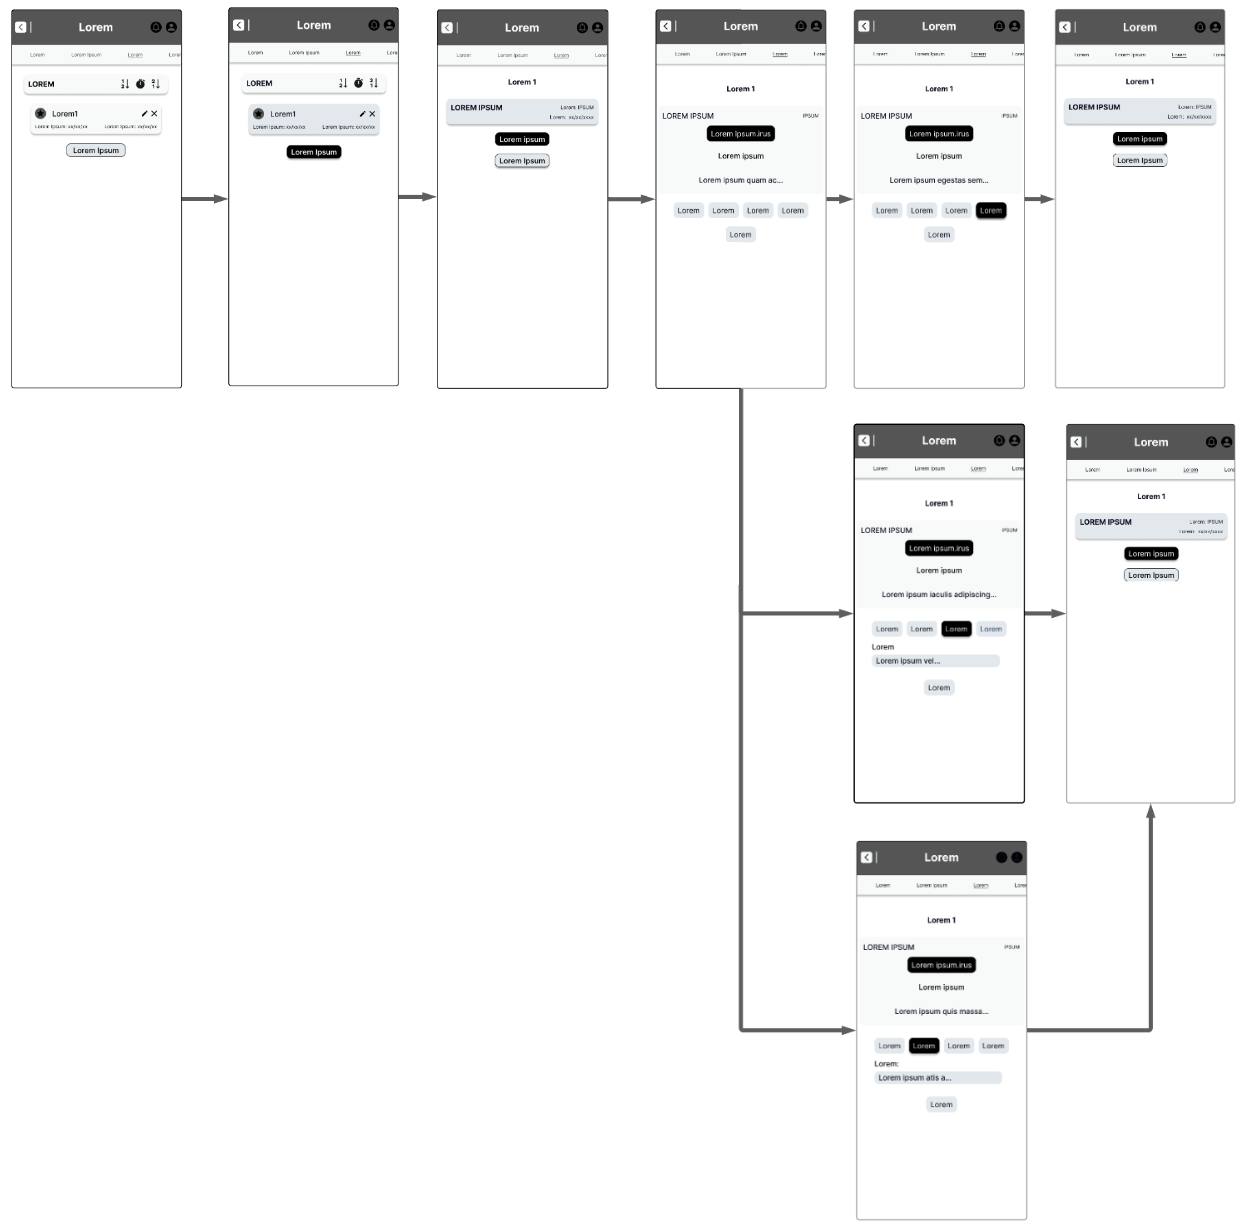 Lorem
Lorem Lorem Ipsum Lorem Lore
LOREM
Lorem1
Lorem Ipsum: xx/xx/xx Lorem Ipsum: xx/xx/xx
Lorem Ipsum
Lorem
Lorem Lorem Ipsum Lorem Lo
LOREM
Lorem1
Lorem Ipsum: xx/xx/xx Lorem Ipsum: xx/xx/xx
Lorem Ipsum
Lorem
Lorem Lorem Ipsum Lorem Lore
Lorem 1
LOREM IPSUM Lorem: IPSUM
Lorem: xx/xx/xxxx
Lorem ipsum
Lorem Ipsum
Lorem
Lorem Lorem Ipsum Lorem Lorem
Lorem 1
LOREM IPSUM IPSUM
Lorem ipsum.irus
Lorem ipsum
Lorem ipsum quam ac...
Lorem Lorem Lorem Lorem
Lorem
Lorem
Lorem Lorem Ipsum Lorem Lorem
Lorem 1
LOREM IPSUM IPSUM
Lorem ipsum.irus
Lorem ipsum
Lorem ipsum egestas sem...
Lorem Lorem Lorem Lorem
Lorem
Lorem
Lorem Lorem Ipsum Lorem Lor
Lorem 1
LOREM IPSUM Lorem: IPSUM
Lorem: xx/xx/xxxx
Lorem ipsum
Lorem Ipsum
Lorem
Lorem Lorem Ipsum Lorem Lorem
Lorem 1
LOREM IPSUM IPSUM
Lorem ipsum.irus
Lorem ipsum
Lorem ipsum iaculis adipiscing...
Lorem Lorem Lorem Lorem
Lorem
Lorem ipsum vel...
Lorem
Lorem
Lorem Lorem Ipsum Lorem Lore
Lorem 1
LOREM IPSUM Lorem: IPSUM
Lorem: xx/xx/xxxx
Lorem ipsum
Lorem Ipsum
Lorem
Lorem Lorem Ipsum Lorem Lorem
Lorem 1
LOREM IPSUM IPSUM
Lorem ipsum.irus
Lorem ipsum
Lorem ipsum quis massa...
Lorem Lorem Lorem Lorem
Lorem:
Lorem ipsum atis a...
Lorem